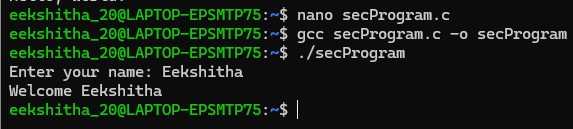 eekshitha_20@LAPTOP-EPSMTP75:~$ nano secProgram.c
eekshitha_20@LAPTOP-EPSMTP75:~$ gcc secProgram.c -o secProgram
eekshitha_20@LAPTOP-EPSMTP75:~$ ./secProgram
Enter your name: Eekshitha
Welcome Eekshitha
eekshitha_20@LAPTOP-EPSMTP75:~$